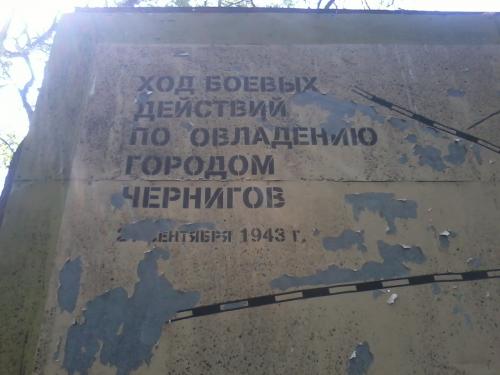 ХОД БОЕВЫХ
ДЕЙСТВИЙ
ПО ОВЛАДЕНИЮ
ГОРОДОМ
ЧЕРНИГОВ
СЕНТЯБРЯ 1943 г.